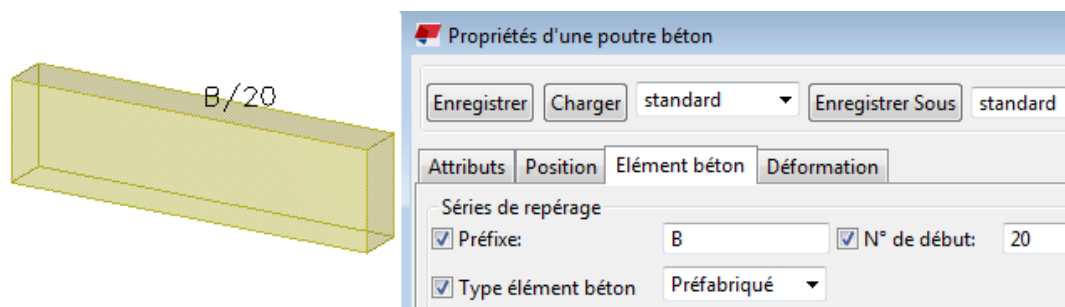 B/20
Propriétés d'une poutre béton
Enregistrer Charger standard Enregistrer Sous standard
Attributs Position Elément béton Déformation
Séries de repérage
Préfixe: B N° de début: 20
Type élément béton Préfabriqué